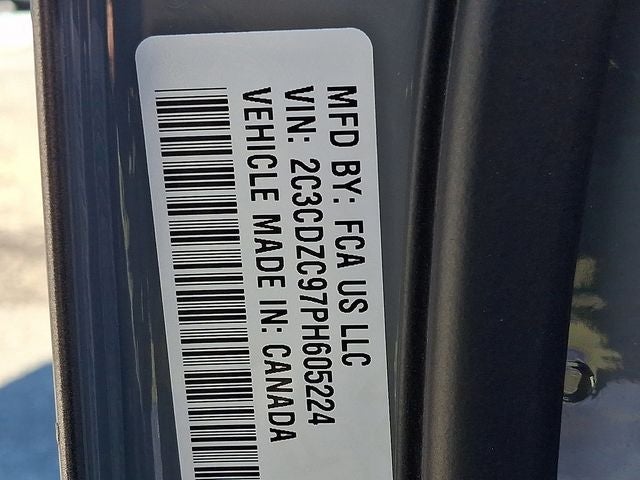 MFD BY: FCA US LLC
VIN: 2C3CDZC97PH605224
VEHICLE MADE IN: CANADA